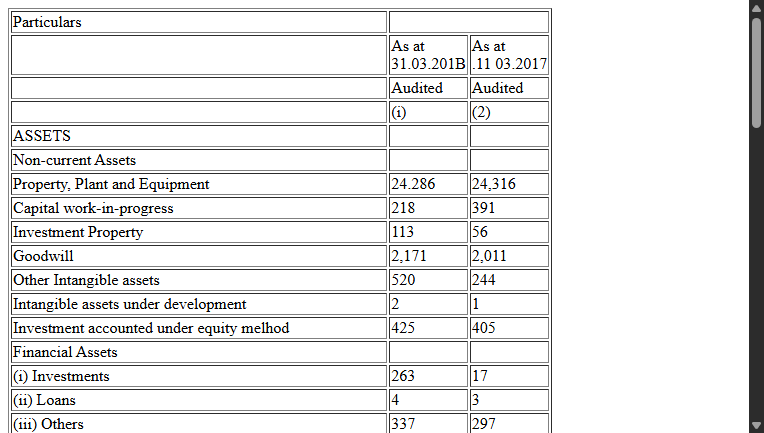 Particulars
As at 31.03.201B As at .11 03.2017
Audited Audited
(i) (2)
ASSETS
Non-current Assets
Property, Plant and Equipment 24.286 24,316
Capital work-in-progress 218 391
Investment Property 113 56
Goodwill 2,171 2,011
Other Intangible assets 520 244
Intangible assets under development 2 1
Investment accounted under equity melhod 425 405
Financial Assets
(i) Investments 263 17
(ii) Loans 4 3
(iii) Others 337 297